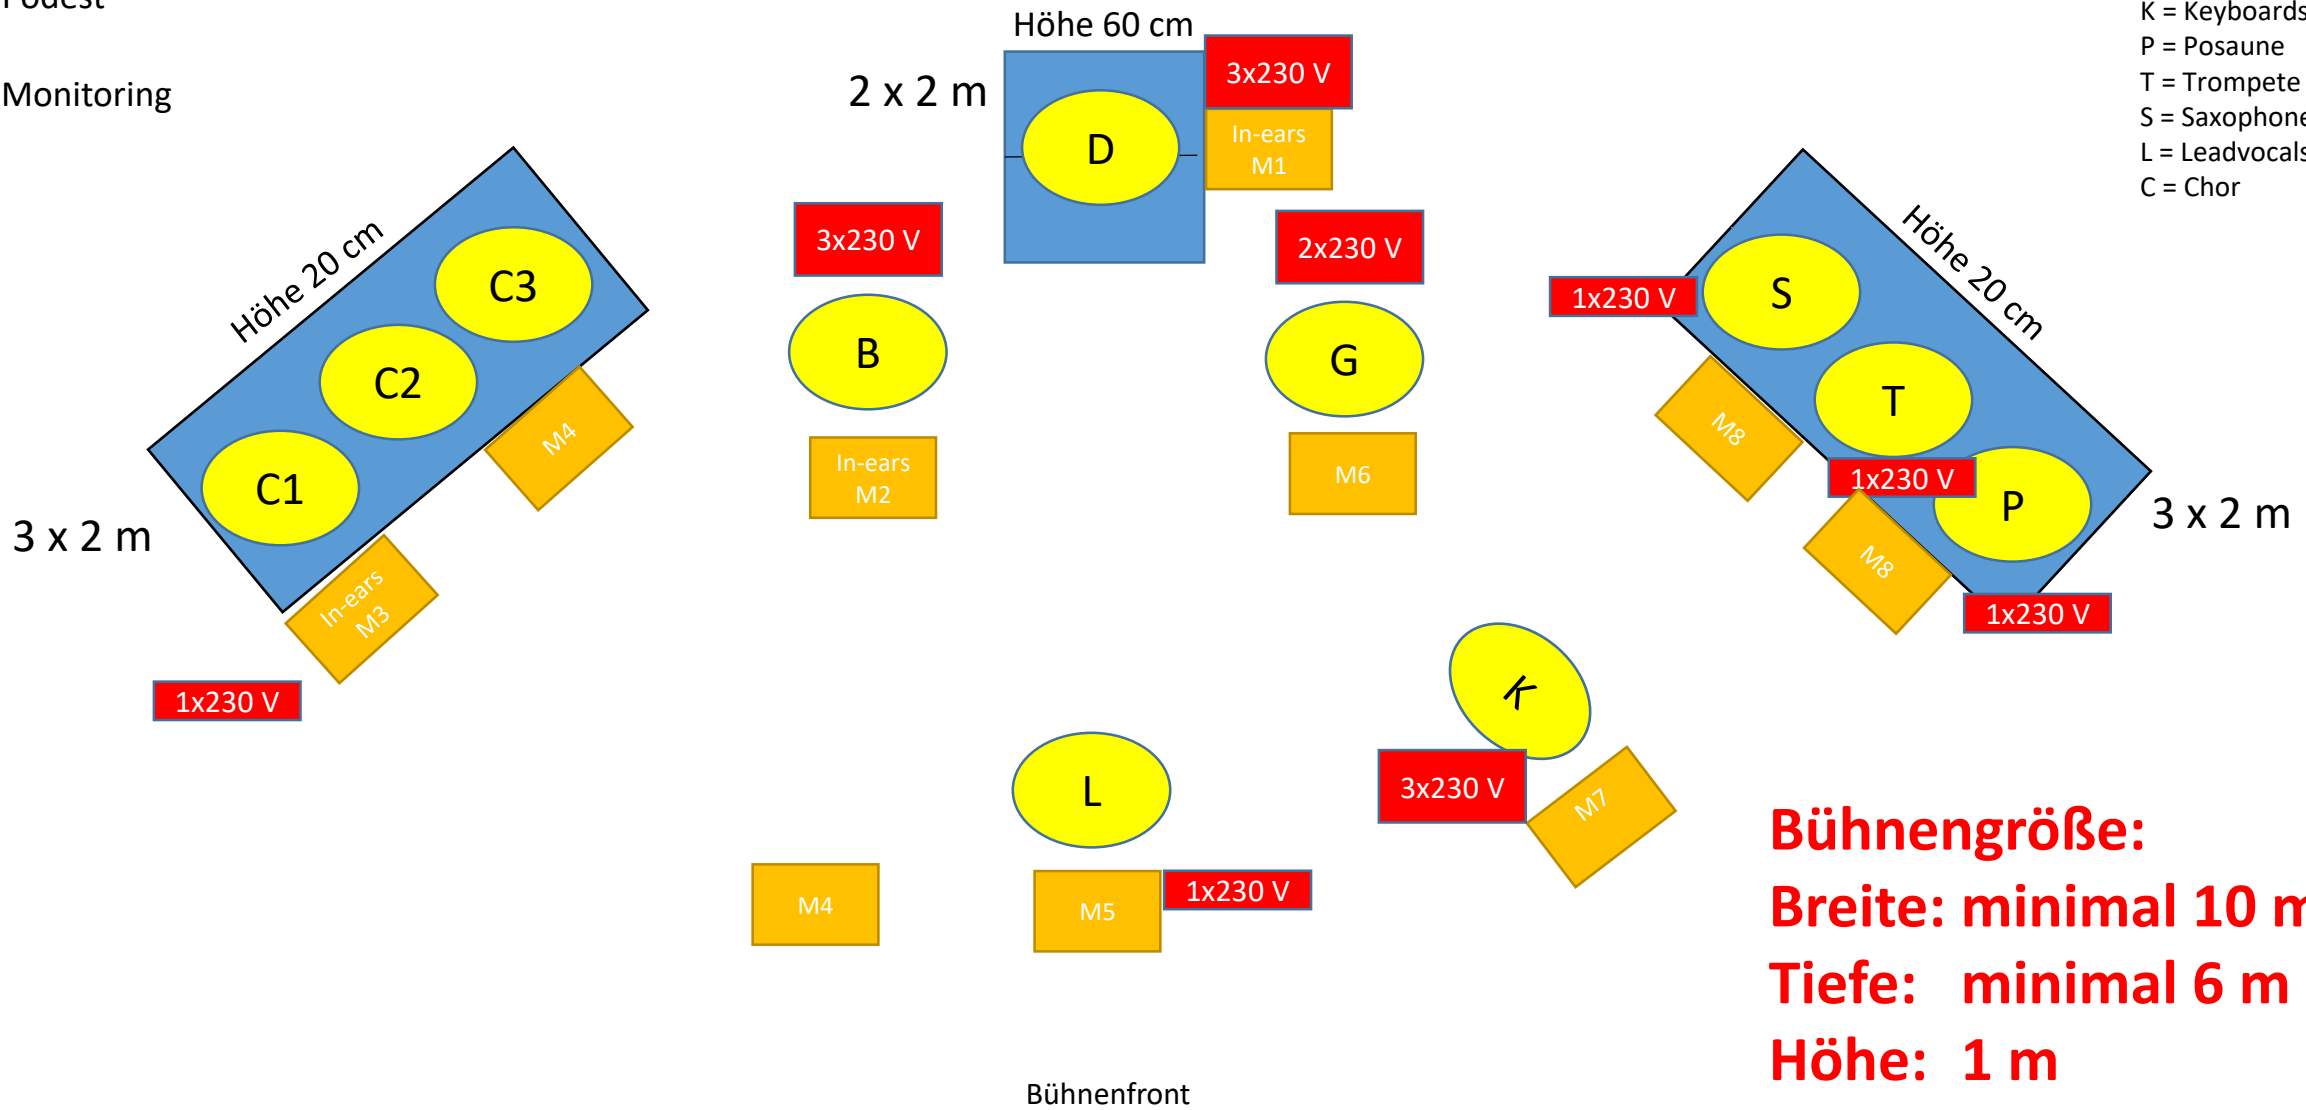 Podest
Monitoring
Höhe 60 cm
2 x 2 m
3x230 V
D
In-ears
M1
K = Keyboards
P = Posaune
T = Trompete
S = Saxophone
L = Leadvocals
C = Chor
Höhe 20 cm
C3
C2
C1
3 x 2 m
M4
In-ears
M3
1x230 V
3x230 V
B
In-ears
M2
2x230 V
G
M6
1x230 V
S
Höhe 20 cm
T
M8
1x230 V
P
3 x 2 m
M8
1x230 V
K
3x230 V
M7
L
M4
M5
1x230 V
Bühnengröße:
Breite: minimal 10 m
Tiefe: minimal 6 m
Höhe: 1 m
Bühnenfront